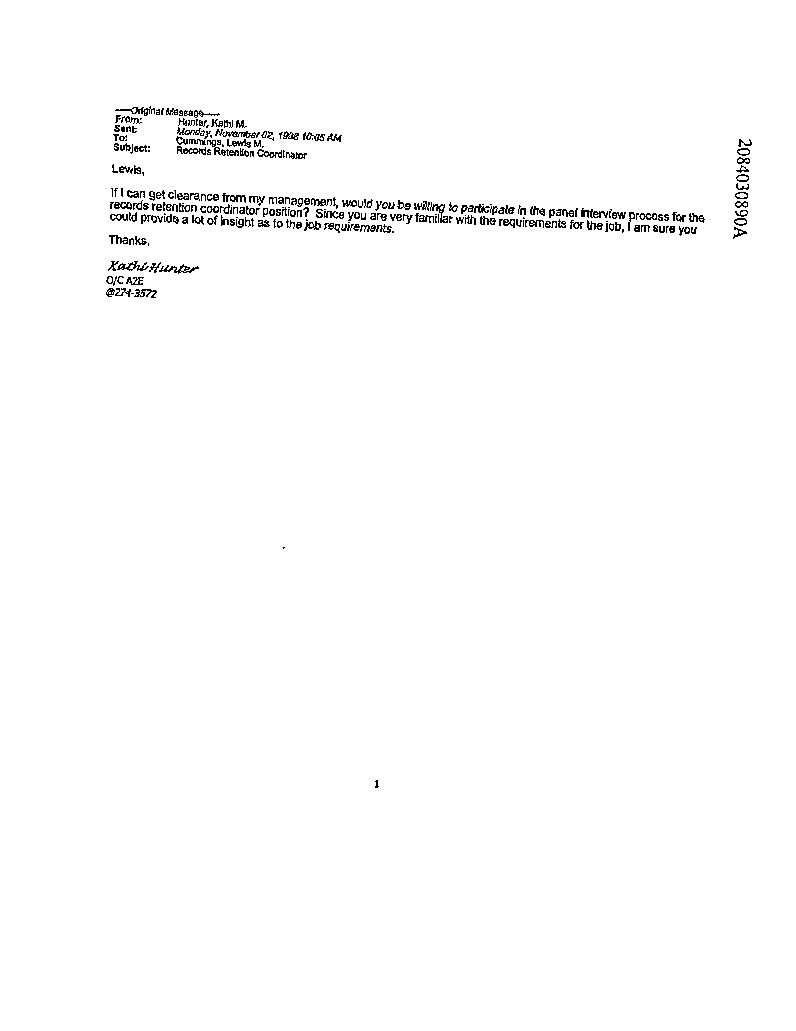 -----Original Message-----
From: Hunter, Kathi M.
Sent: Monday, November 02, 1998 10:05 AM
To: Cummings, Lewis M.
Subject: Records Retention Coordinator
Lewis,
If I can get clearance from my management, would you be willing to participate in the panel interview process for the
records retention coordinator position? Since you are very familiar with the requirements for the job, I am sure you
could provide a lot of insight as to the job requirements.
Thanks,
Kathi Hunter
O/C A2E
@274-3572
2084030890A
1